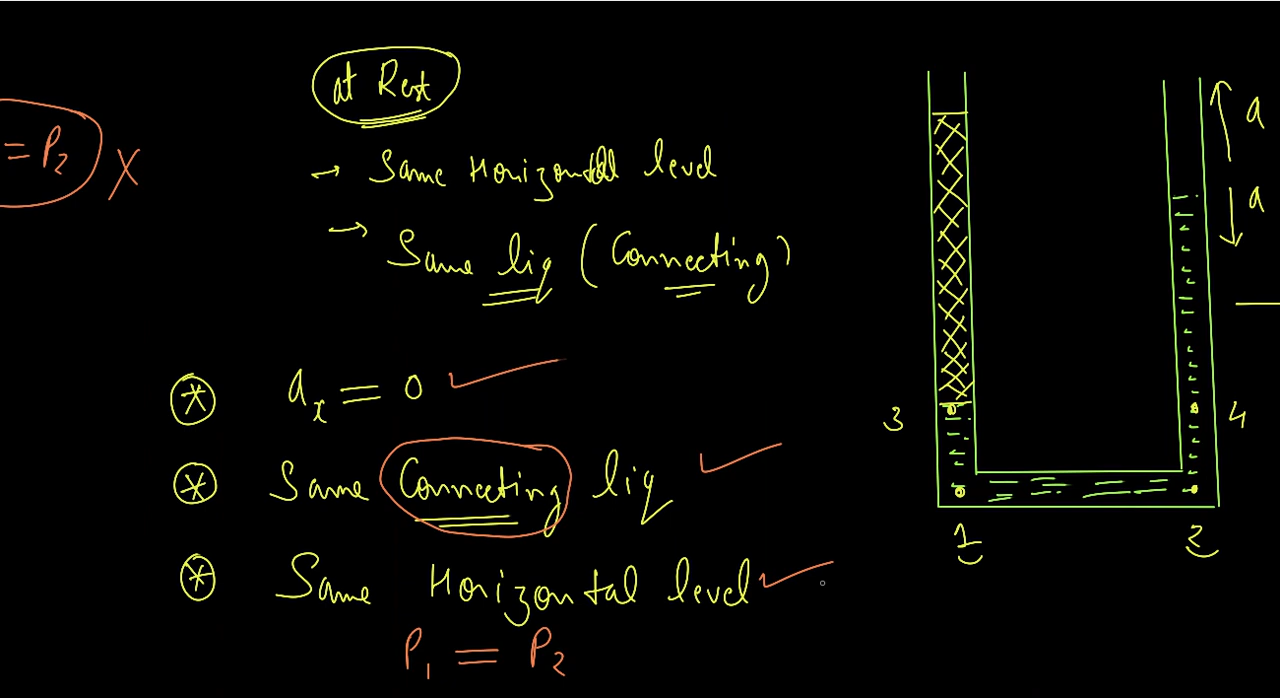 at Rest
= P₂ X
→ Same Horizontal level
→ Same liq (Connecting)
* aₓ = 0 ✓
* Same Connecting liq ✓
* Same Horizontal level ✓
P₁ = P₂
a
a
3
4
1
2